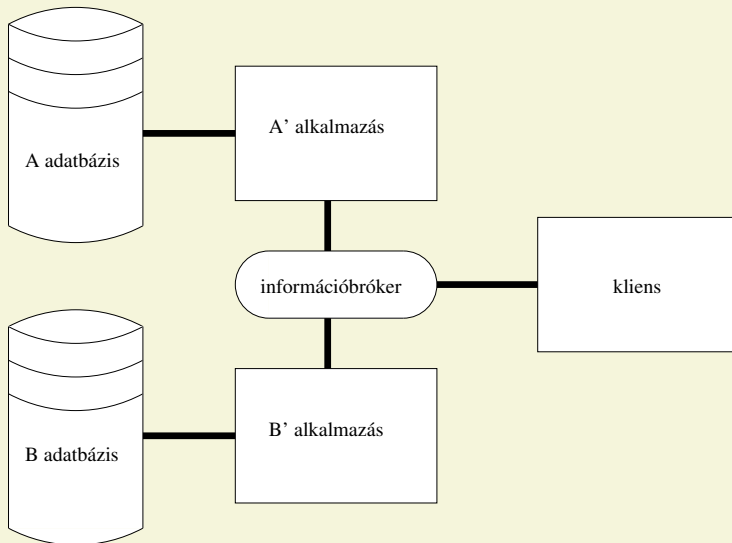 A adatbázis
A' alkalmazás
információbróker
kliens
B adatbázis
B' alkalmazás